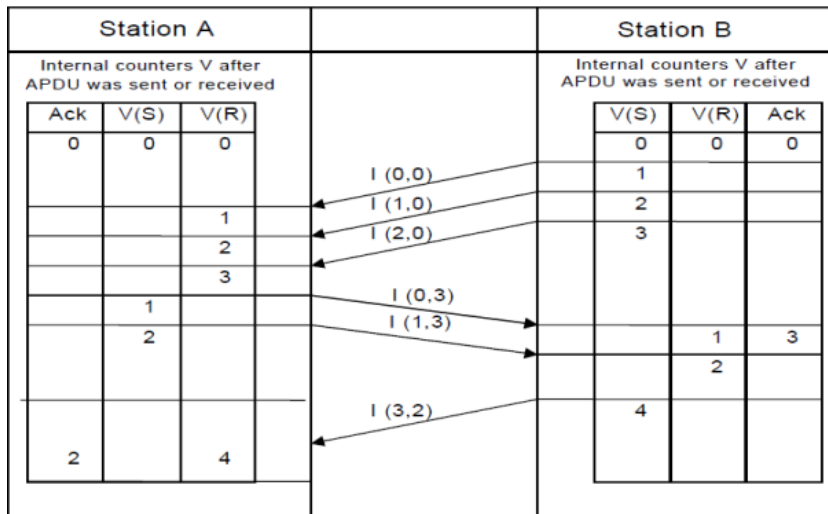 Station A
Station B
Internal counters V after
APDU was sent or received
Internal counters V after
APDU was sent or received
Ack V(S) V(R)
V(S) V(R) Ack
0 0 0
0 0 0
I (0,0)
1
I (1,0)
1
2
I (2,0)
2
3
3
I (0,3)
1
I (1,3)
2
1 3
2
I (3,2)
4
2 4